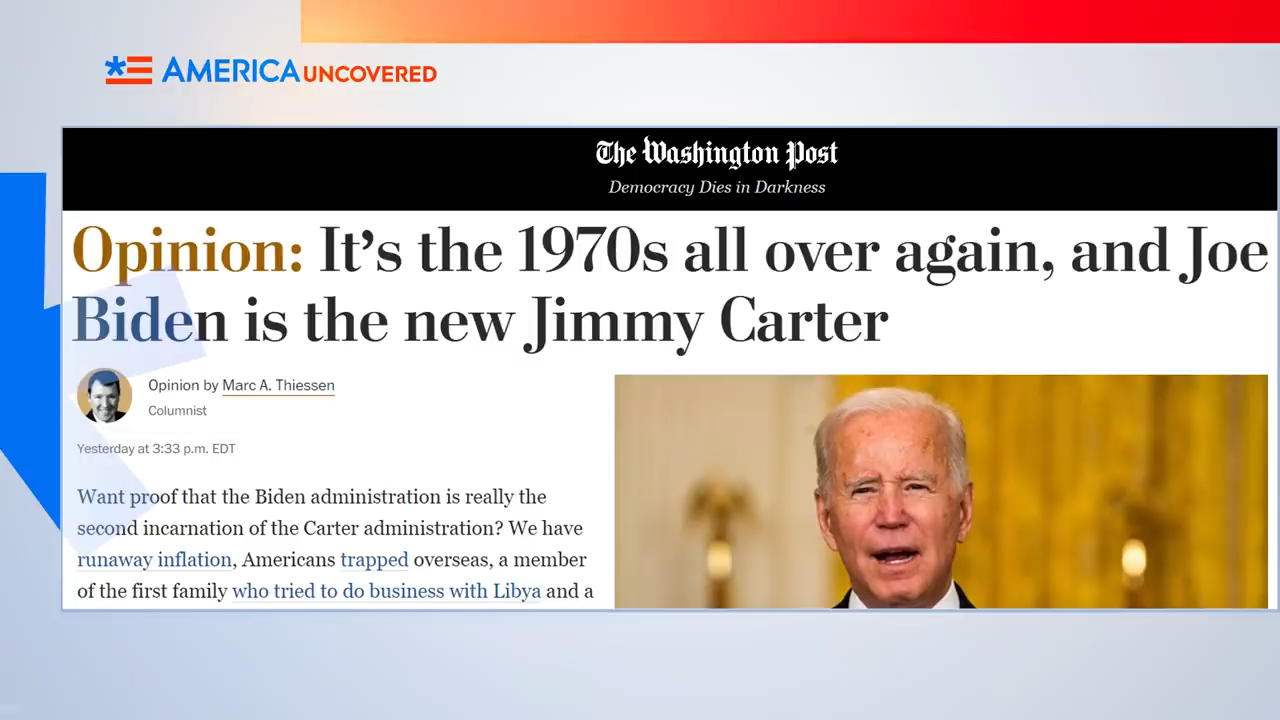 AMERICA UNCOVERED
The Washington Post
Democracy Dies in Darkness
Opinion: It’s the 1970s all over again, and Joe
Biden is the new Jimmy Carter
Opinion by Marc A. Thiessen
Columnist
Yesterday at 3:33 p.m. EDT
Want proof that the Biden administration is really the
second incarnation of the Carter administration? We have
runaway inflation, Americans trapped overseas, a member
of the first family who tried to do business with Libya and a